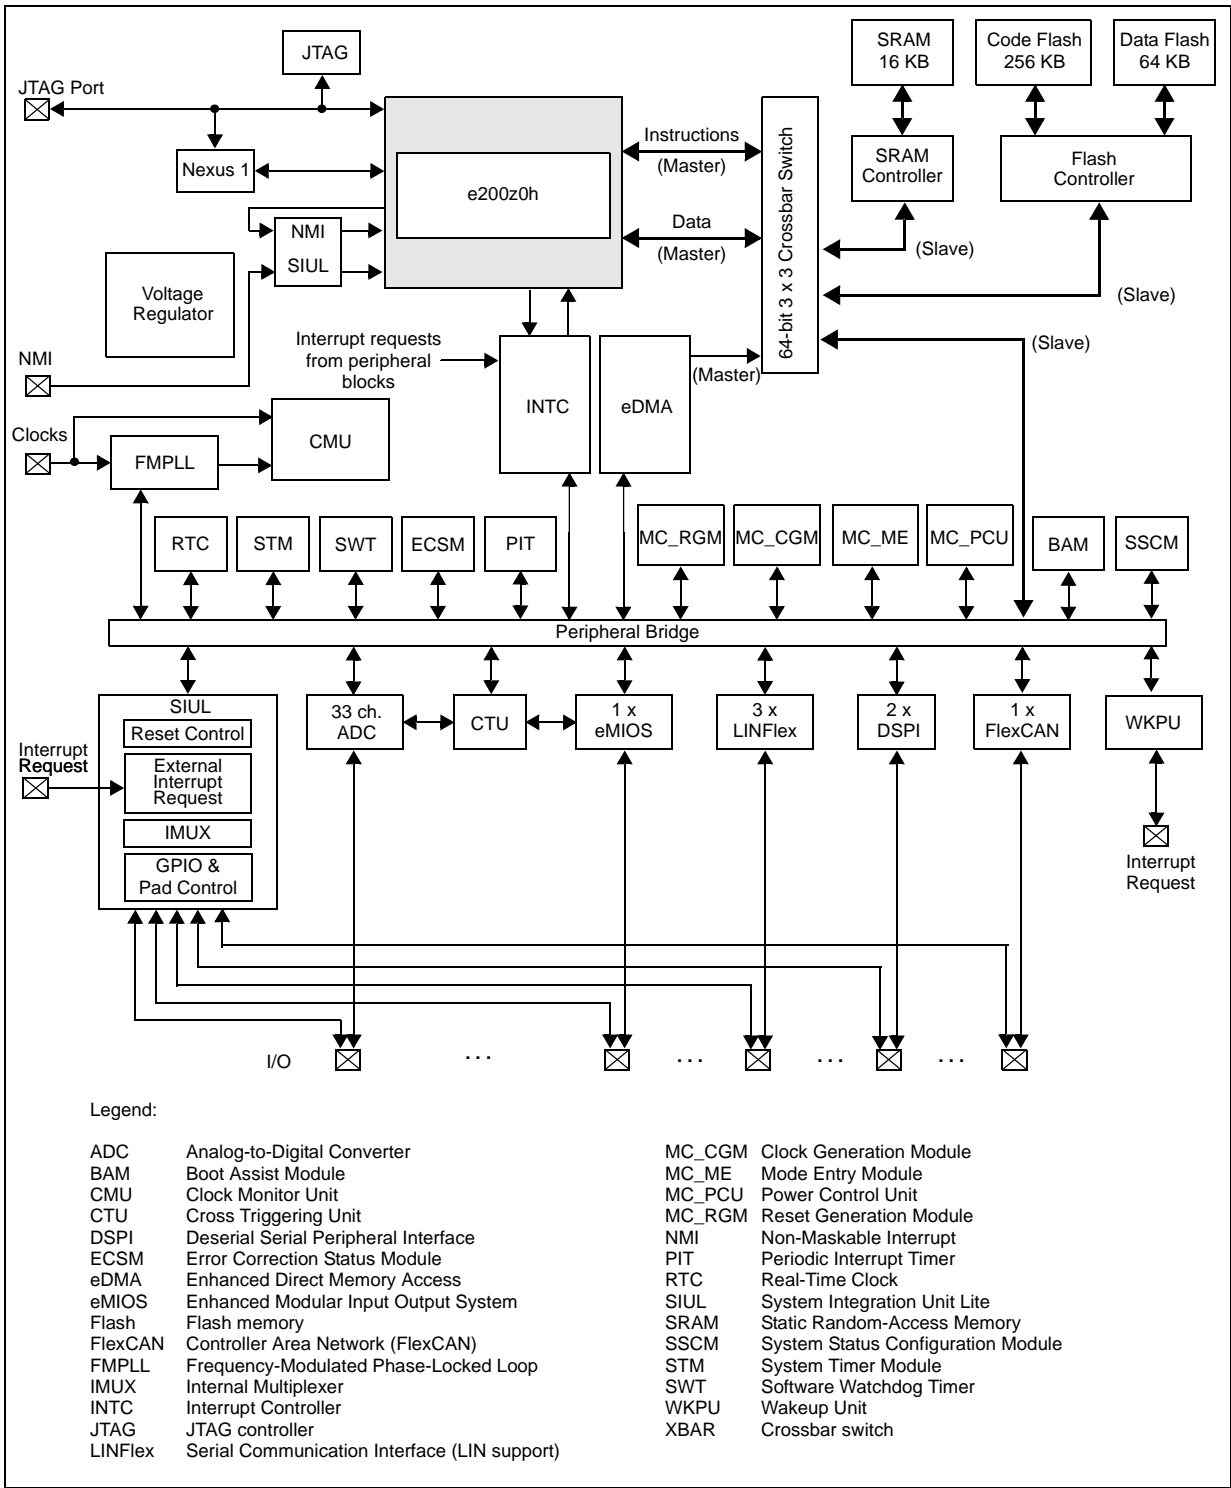 JTAG
SRAM
16 KB
Code Flash
256 KB
Data Flash
64 KB
JTAG Port
Nexus 1
e200z0h
Instructions
(Master)
Data
(Master)
64-bit 3 x 3 Crossbar Switch
SRAM
Controller
Flash
Controller
(Slave)
(Slave)
(Slave)
NMI
SIUL
Voltage
Regulator
NMI
Interrupt requests
from peripheral
blocks
INTC
eDMA
(Master)
Clocks
FMPLL
CMU
RTC
STM
SWT
ECSM
PIT
MC_RGM
MC_CGM
MC_ME
MC_PCU
BAM
SSCM
Peripheral Bridge
SIUL
Reset Control
External
Interrupt
Request
IMUX
GPIO &
Pad Control
Interrupt
Request
33 ch.
ADC
CTU
1 x
eMIOS
3 x
LINFlex
2 x
DSPI
1 x
FlexCAN
WKPU
Interrupt
Request
I/O
. . .
. . .
. . .
. . .
Legend:
ADC Analog-to-Digital Converter
BAM Boot Assist Module
CMU Clock Monitor Unit
CTU Cross Triggering Unit
DSPI Deserial Serial Peripheral Interface
ECSM Error Correction Status Module
eDMA Enhanced Direct Memory Access
eMIOS Enhanced Modular Input Output System
Flash Flash memory
FlexCAN Controller Area Network (FlexCAN)
FMPLL Frequency-Modulated Phase-Locked Loop
IMUX Internal Multiplexer
INTC Interrupt Controller
JTAG JTAG controller
LINFlex Serial Communication Interface (LIN support)
MC_CGM Clock Generation Module
MC_ME Mode Entry Module
MC_PCU Power Control Unit
MC_RGM Reset Generation Module
NMI Non-Maskable Interrupt
PIT Periodic Interrupt Timer
RTC Real-Time Clock
SIUL System Integration Unit Lite
SRAM Static Random-Access Memory
SSCM System Status Configuration Module
STM System Timer Module
SWT Software Watchdog Timer
WKPU Wakeup Unit
XBAR Crossbar switch